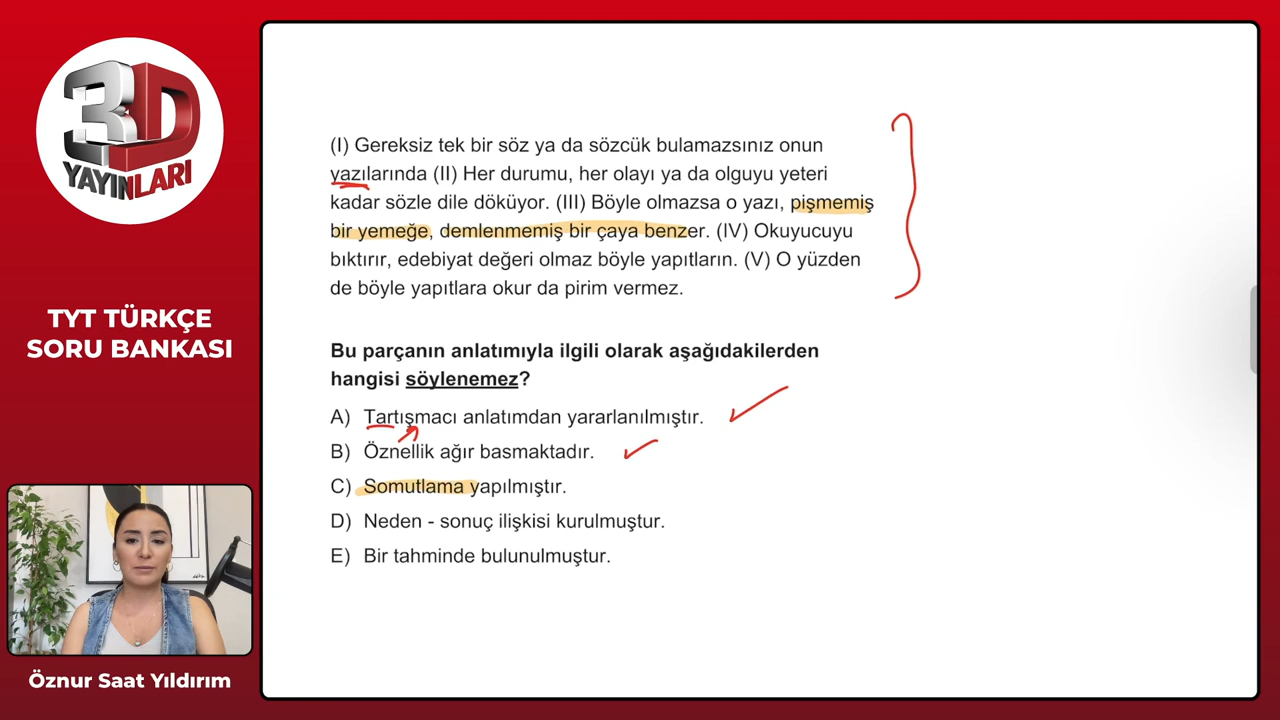 3D
YAYINLARI
TYT TÜRKÇE
SORU BANKASI
Öznur Saat Yıldırım
(I) Gereksiz tek bir söz ya da sözcük bulamazsınız onun
yazılarında (II) Her durumu, her olayı ya da olguyu yeteri
kadar sözle dile döküyor. (III) Böyle olmazsa o yazı, pişmemiş
bir yemeğe, demlenmemiş bir çaya benzer. (IV) Okuyucuyu
bıktırır, edebiyat değeri olmaz böyle yapıtların. (V) O yüzden
de böyle yapıtlara okur da pirim vermez.
Bu parçanın anlatımıyla ilgili olarak aşağıdakilerden
hangisi söylenemez?
A) Tartışmacı anlatımdan yararlanılmıştır.
B) Öznellik ağır basmaktadır.
C) Somutlama yapılmıştır.
D) Neden - sonuç ilişkisi kurulmuştur.
E) Bir tahminde bulunulmuştur.